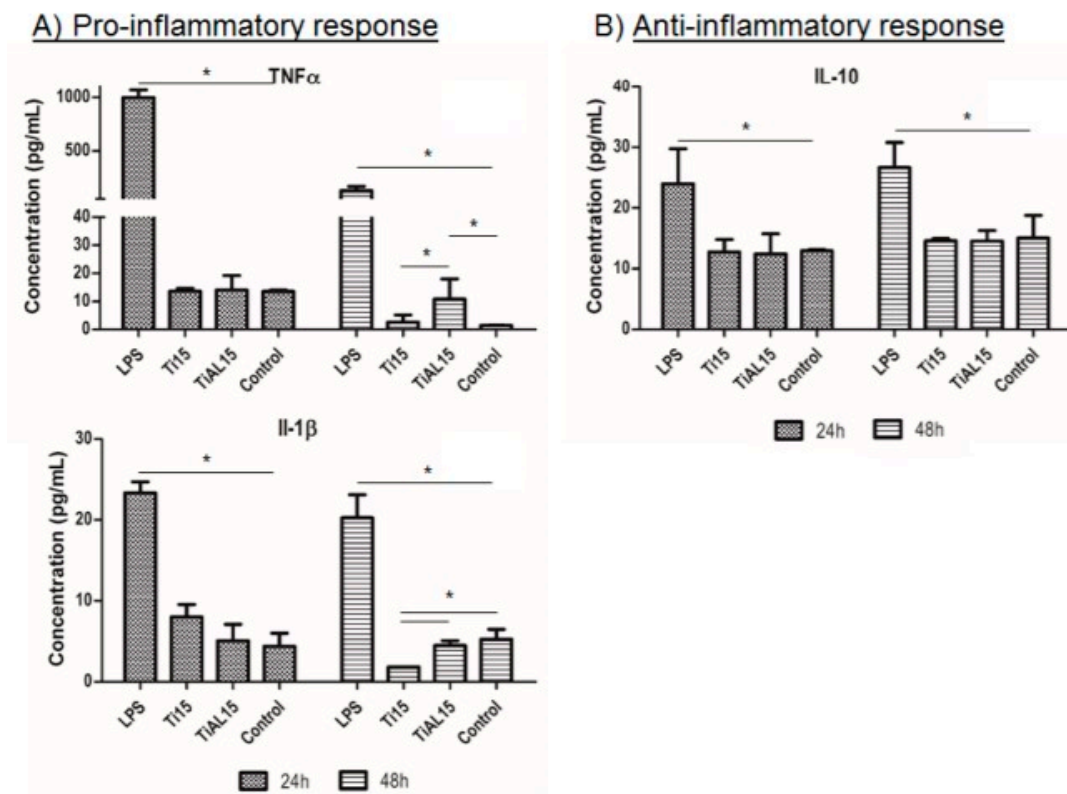 A) Pro-inflammatory response
TNFα
*
Concentration (pg/mL)
1000
500
40
30
20
10
0
*
*
*
LPS
Ti15
TiAL15
Control
LPS
Ti15
TiAL15
Control
Il-1β
Concentration (pg/mL)
30
20
10
0
*
*
*
LPS
Ti15
TiAL15
Control
LPS
Ti15
TiAL15
Control
24h
48h
B) Anti-inflammatory response
IL-10
Concentration (pg/mL)
40
30
20
10
0
*
*
LPS
Ti15
TiAL15
Control
LPS
Ti15
TiAL15
Control
24h
48h